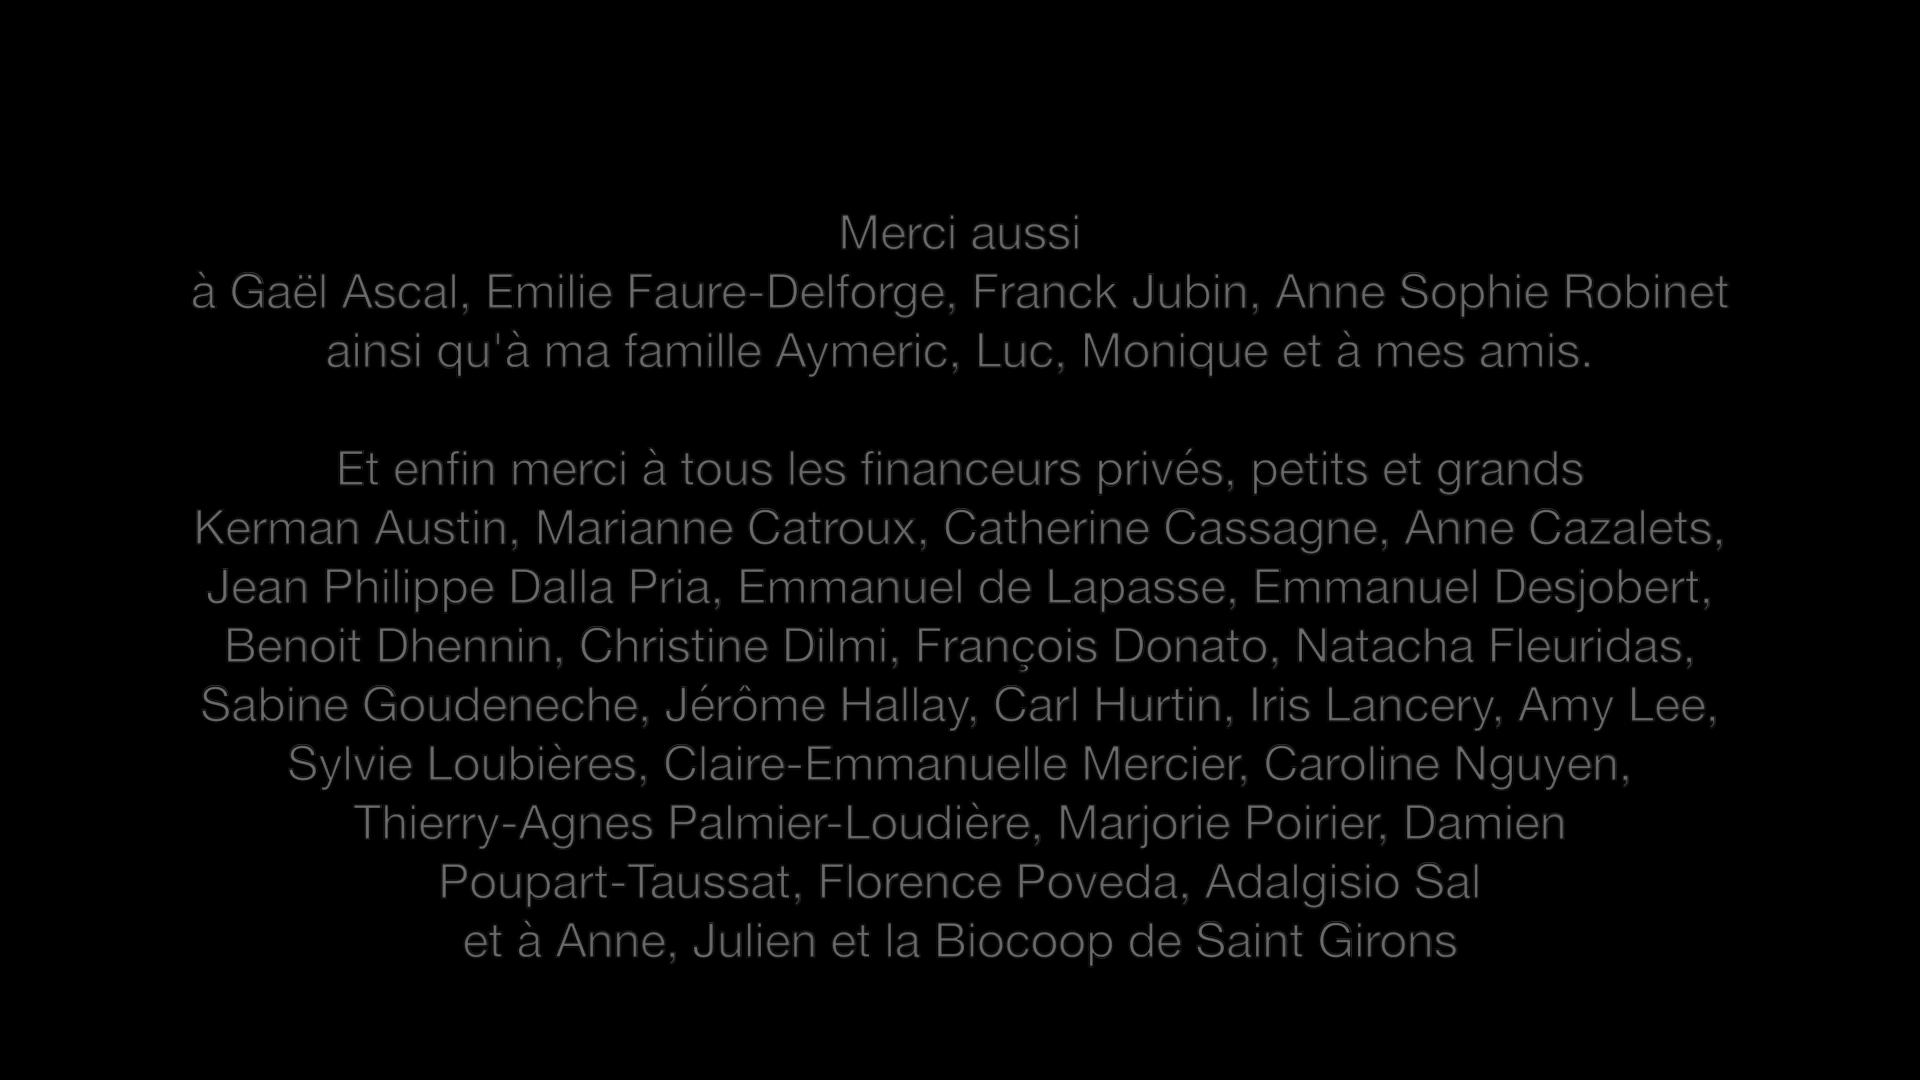 Merci aussi
à Gaël Ascal, Emilie Faure-Delforge, Franck Jubin, Anne Sophie Robinet
ainsi qu'à ma famille Aymeric, Luc, Monique et à mes amis.
Et enfin merci à tous les financeurs privés, petits et grands
Kerman Austin, Marianne Catroux, Catherine Cassagne, Anne Cazalets,
Jean Philippe Dalla Pria, Emmanuel de Lapasse, Emmanuel Desjobert,
Benoit Dhennin, Christine Dilmi, François Donato, Natacha Fleuridas,
Sabine Goudeneche, Jérôme Hallay, Carl Hurtin, Iris Lancery, Amy Lee,
Sylvie Loubières, Claire-Emmanuelle Mercier, Caroline Nguyen,
Thierry-Agnes Palmier-Loudière, Marjorie Poirier, Damien
Poupart-Taussat, Florence Poveda, Adalgisio Sal
et à Anne, Julien et la Biocoop de Saint Girons